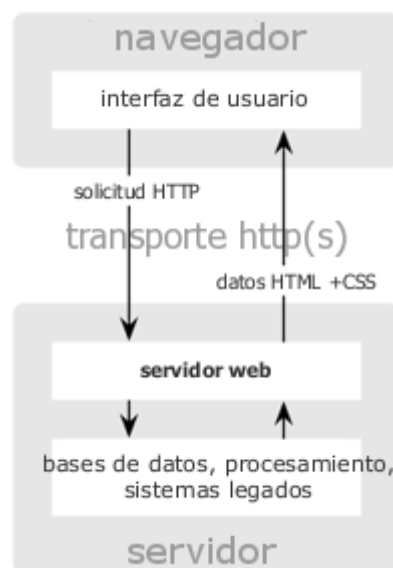 navegador
interfaz de usuario
solicitud HTTP
transporte http(s)
datos HTML +CSS
servidor web
bases de datos, procesamiento,
sistemas legados
servidor